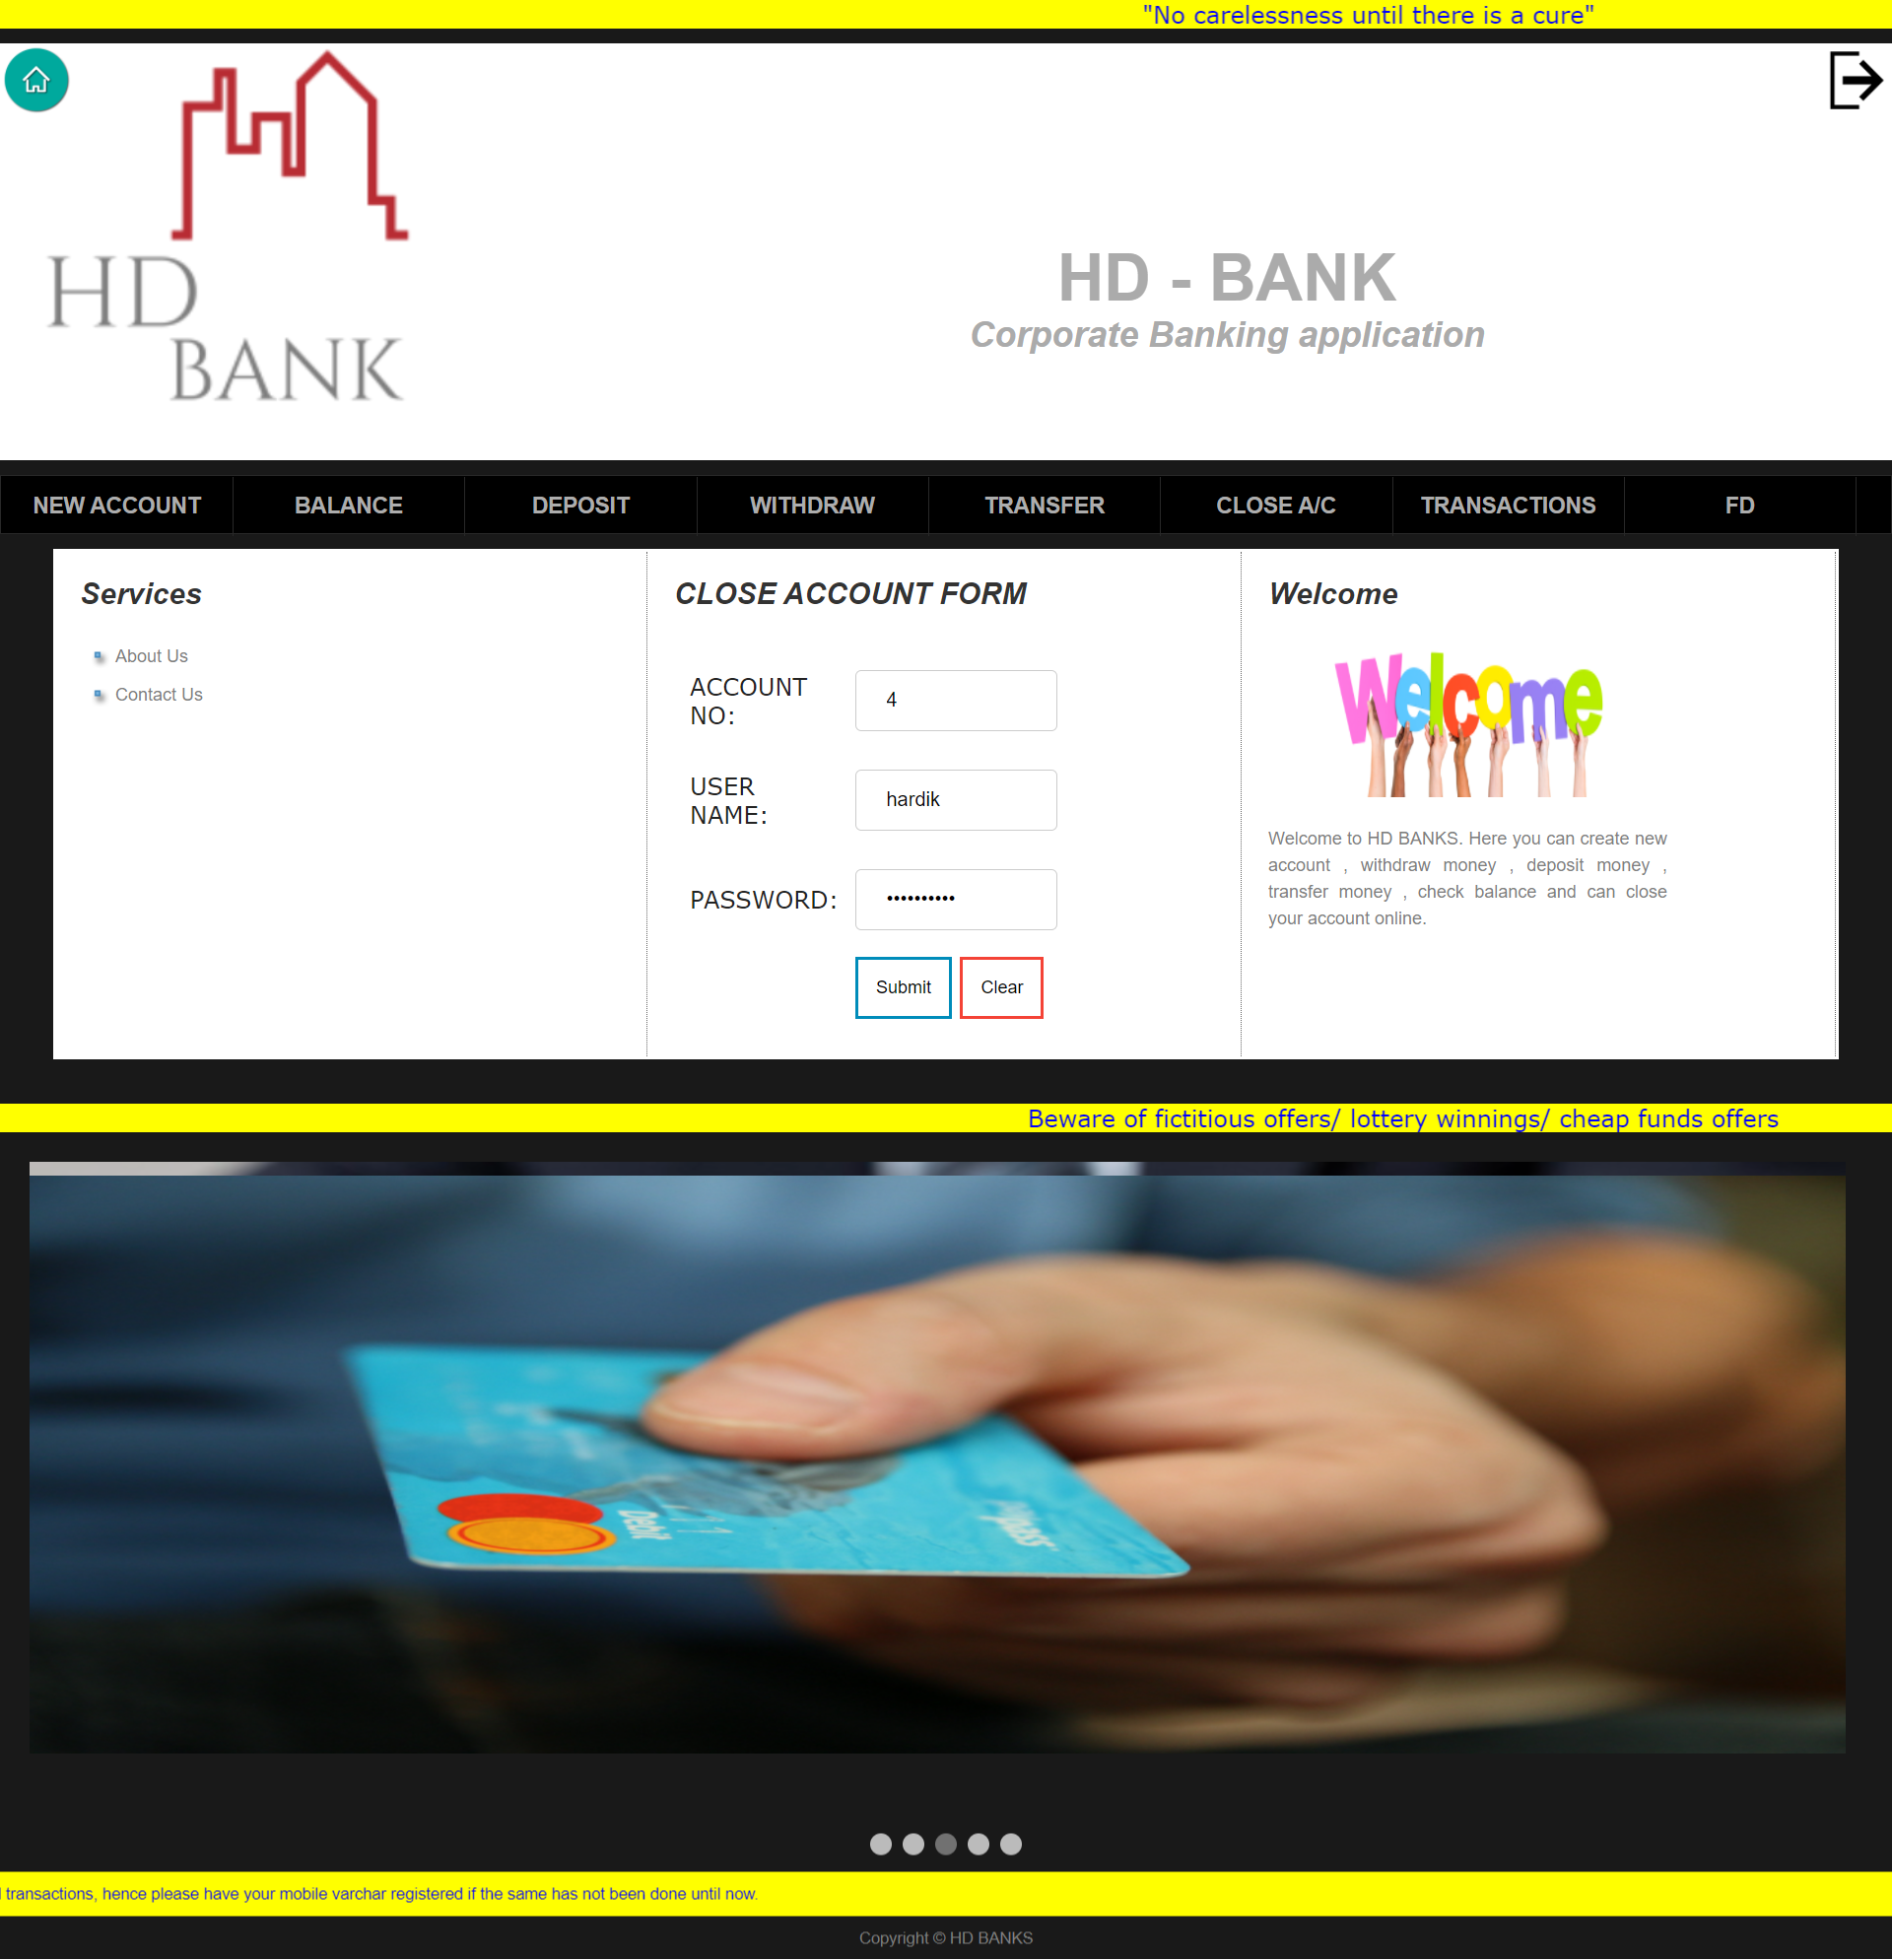 "No carelessness until there is a cure"
HD
BANK
HD - BANK
Corporate Banking application
NEW ACCOUNT BALANCE DEPOSIT WITHDRAW TRANSFER CLOSE A/C TRANSACTIONS FD
Services
About Us
Contact Us
CLOSE ACCOUNT FORM
ACCOUNT
NO:
4
USER
NAME:
hardik
PASSWORD:
••••••••••
Submit Clear
Welcome
Welcome
Welcome to HD BANKS. Here you can create new
account , withdraw money , deposit money ,
transfer money , check balance and can close
your account online.
Beware of fictitious offers/ lottery winnings/ cheap funds offers
Debit
transactions, hence please have your mobile varchar registered if the same has not been done until now.
Copyright © HD BANKS